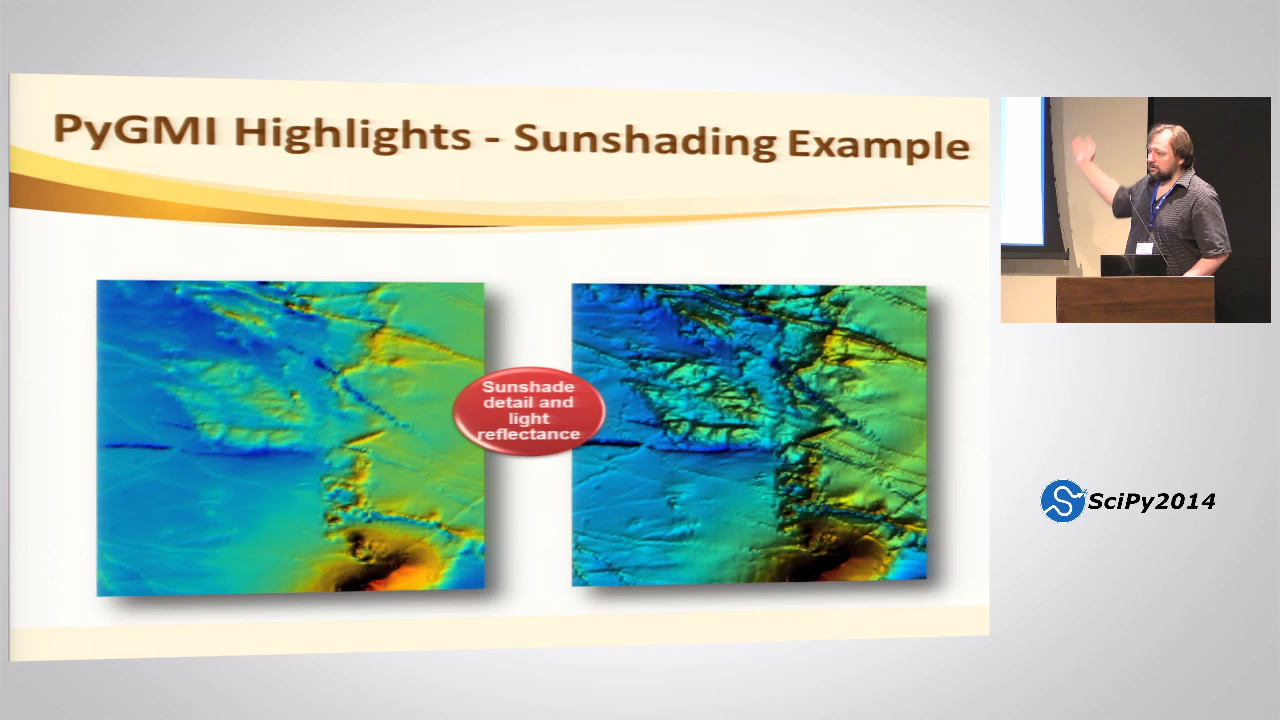 PyGMI Highlights - Sunshading Example
Sunshade
detail and
light
reflectance
SciPy2014